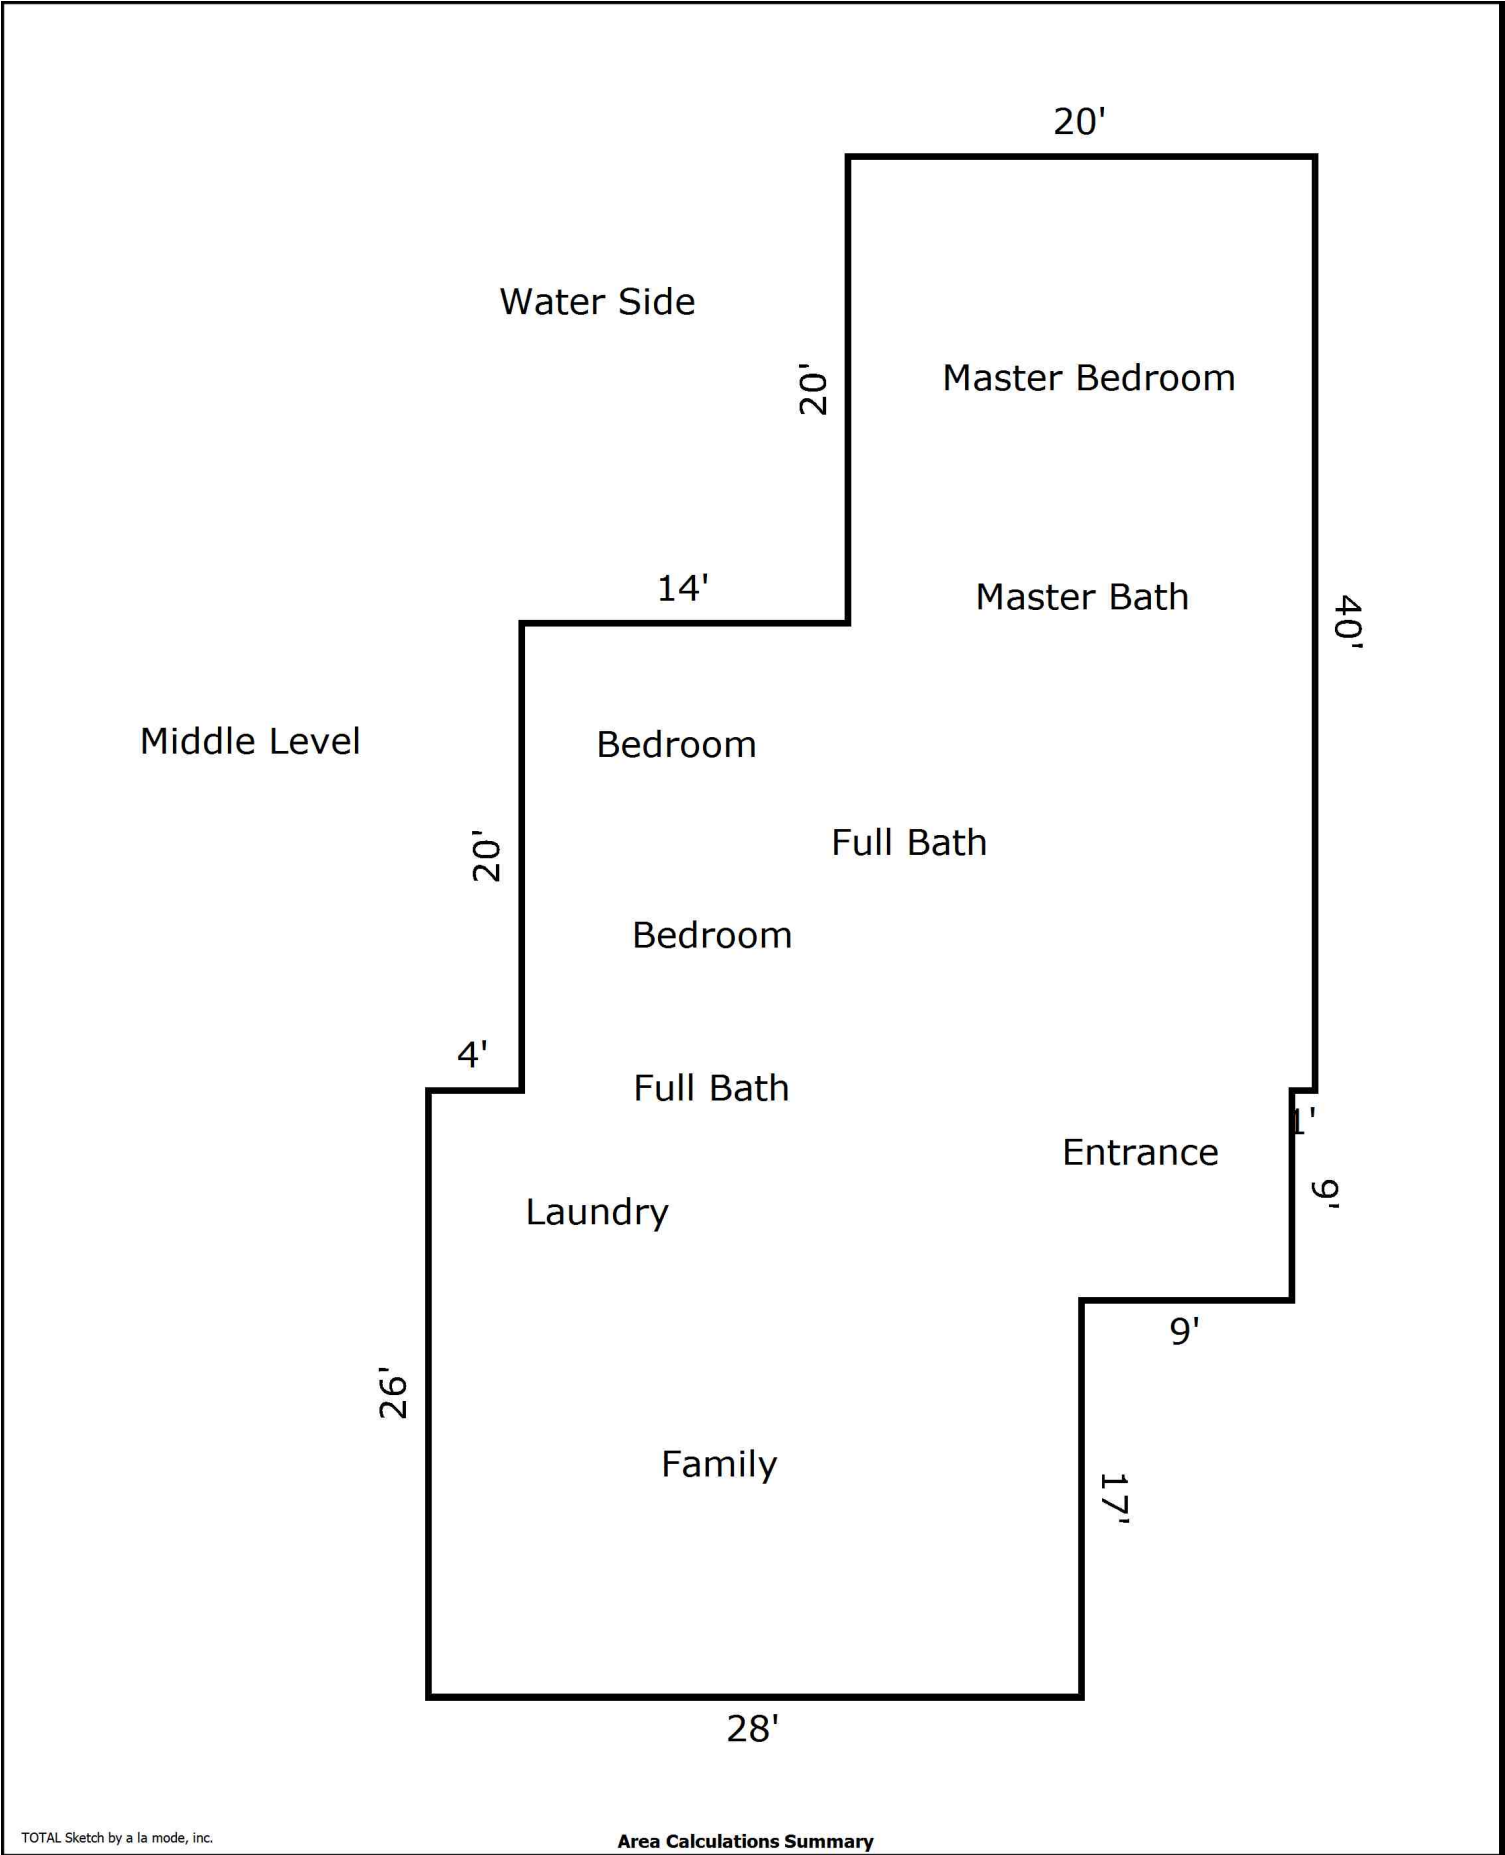 20'
Water Side
20'
Master Bedroom
14'
Master Bath
40'
Middle Level
Bedroom
20'
Full Bath
Bedroom
4'
Full Bath
1'
Entrance
9'
Laundry
9'
26'
Family
17'
28'
TOTAL Sketch by a la mode, inc.
Area Calculations Summary